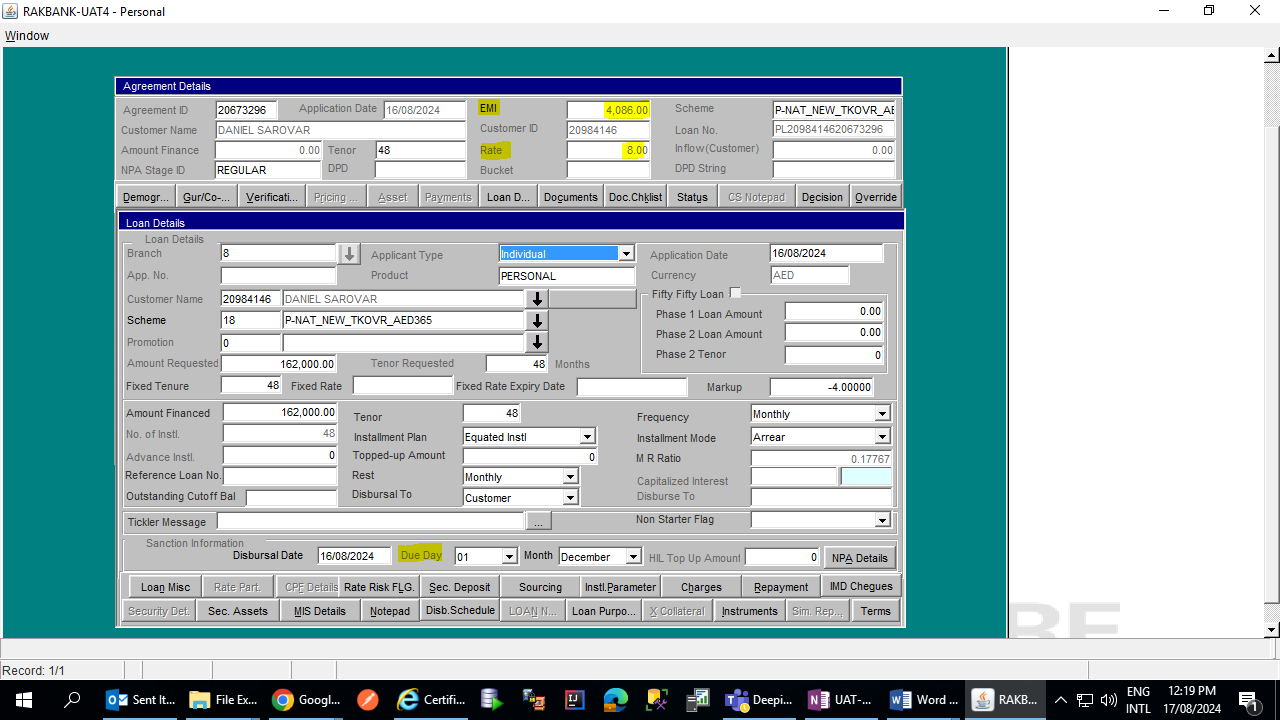 RAKBANK-UAT4 - Personal
Window
Agreement Details
Agreement ID 20673296 Application Date 16/08/2024 EMI 4,086.00 Scheme P-NAT_NEW_TKOVR_AE
Customer Name DANIEL SAROVAR Customer ID 20984146 Loan No. PL2098414620673296
Amount Finance 0.00 Tenor 48 Rate 8.00 Inflow(Customer) 0.00
NPA Stage ID REGULAR DPD Bucket DPD String
Demogr... Gur/Co-... Verificati... Pricing ... Asset Payments Loan D... Documents Doc.Chklist Status CS Notepad Decision Override
Loan Details
Loan Details
Branch 8 Applicant Type Individual Application Date 16/08/2024
App. No. Product PERSONAL Currency AED
Customer Name 20984146 DANIEL SAROVAR Fifty Fifty Loan
Scheme 18 P-NAT_NEW_TKOVR_AED365 Phase 1 Loan Amount 0.00
Promotion 0 Phase 2 Loan Amount 0.00
Amount Requested 162,000.00 Tenor Requested 48 Months Phase 2 Tenor 0
Fixed Tenure 48 Fixed Rate Fixed Rate Expiry Date Markup -4.00000
Amount Financed 162,000.00 Tenor 48 Frequency Monthly
No. of Instl. 48 Installment Plan Equated Instl Installment Mode Arrear
Advance Instl. 0 Topped-up Amount 0 M R Ratio 0.17767
Reference Loan No. Rest Monthly Capitalized Interest
Outstanding Cutoff Bal Disbursal To Customer Disburse To
Tickler Message ... Non Starter Flag
Sanction Information
Disbursal Date 16/08/2024 Due Day 01 Month December HIL Top Up Amount 0 NPA Details
Loan Misc Rate Part. CPF Details Rate Risk FLG. Sec. Deposit Sourcing Instl.Parameter Charges Repayment IMD Cheques
Security Det. Sec. Assets MIS Details Notepad Disb.Schedule LOAN N... Loan Purpo... X Collateral Instruments Sim. Rep... Terms
Record: 1/1
Sent It... File Ex... Googl... Certifi... Deepi... UAT-... Word ... RAKB... ENG 12:19 PM
INTL 17/08/2024 1